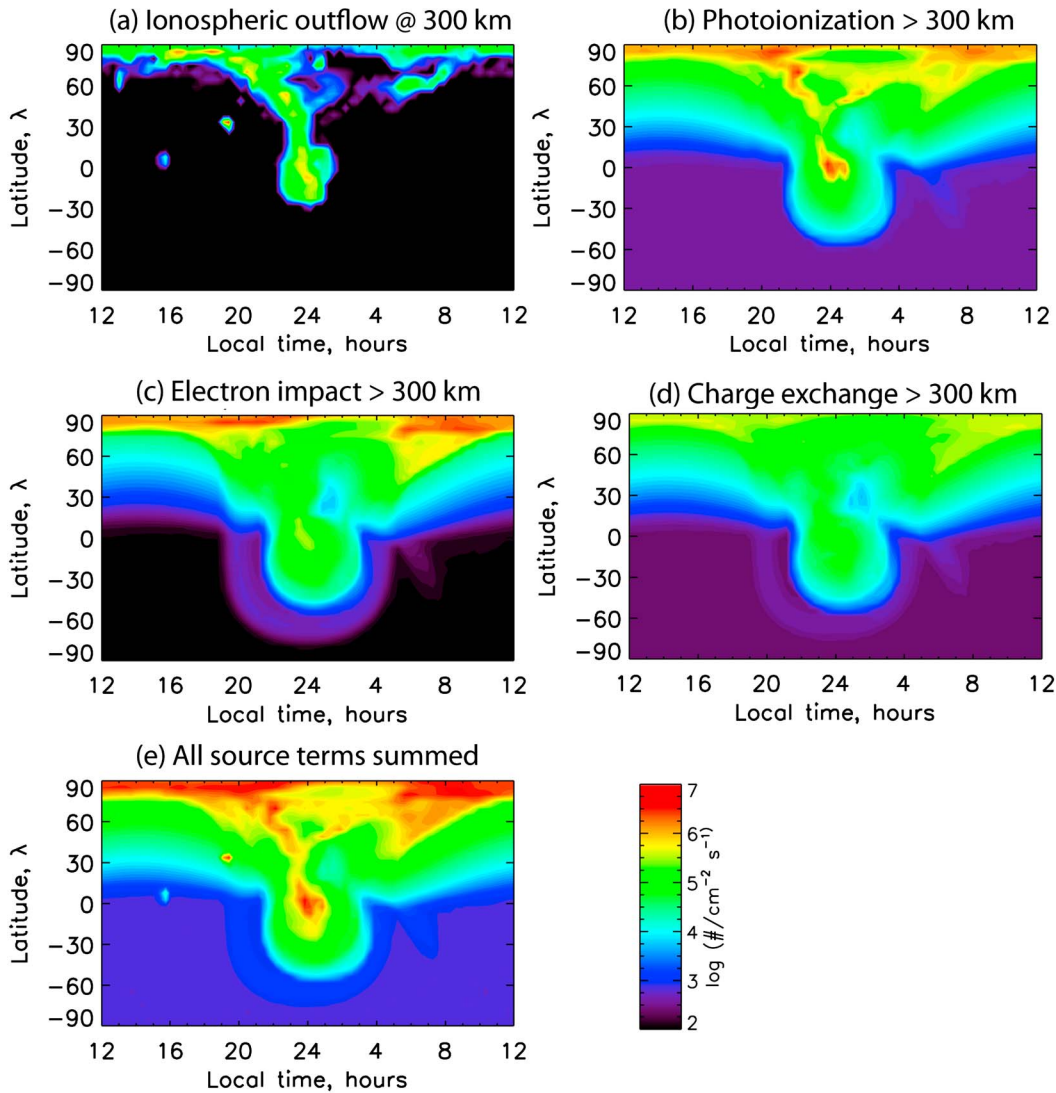 (a) Ionospheric outflow @ 300 km
(b) Photoionization > 300 km
90
60
30
0
−30
−60
−90
Latitude, λ
12 16 20 24 4 8 12
Local time, hours
90
60
30
0
−30
−60
−90
Latitude, λ
12 16 20 24 4 8 12
Local time, hours
(c) Electron impact > 300 km
(d) Charge exchange > 300 km
90
60
30
0
−30
−60
−90
Latitude, λ
12 16 20 24 4 8 12
Local time, hours
90
60
30
0
−30
−60
−90
Latitude, λ
12 16 20 24 4 8 12
Local time, hours
(e) All source terms summed
90
60
30
0
−30
−60
−90
Latitude, λ
12 16 20 24 4 8 12
Local time, hours
7
6
5
4
3
2
log (#/cm⁻² s⁻¹)